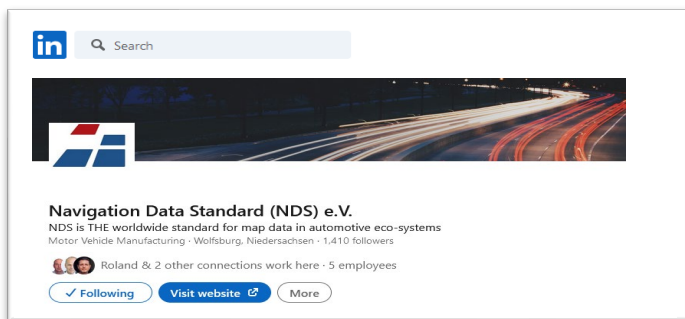 in
Search
Navigation Data Standard (NDS) e.V.
NDS is THE worldwide standard for map data in automotive eco-systems
Motor Vehicle Manufacturing · Wolfsburg, Niedersachsen · 1,410 followers
Roland & 2 other connections work here · 5 employees
✓ Following Visit website More